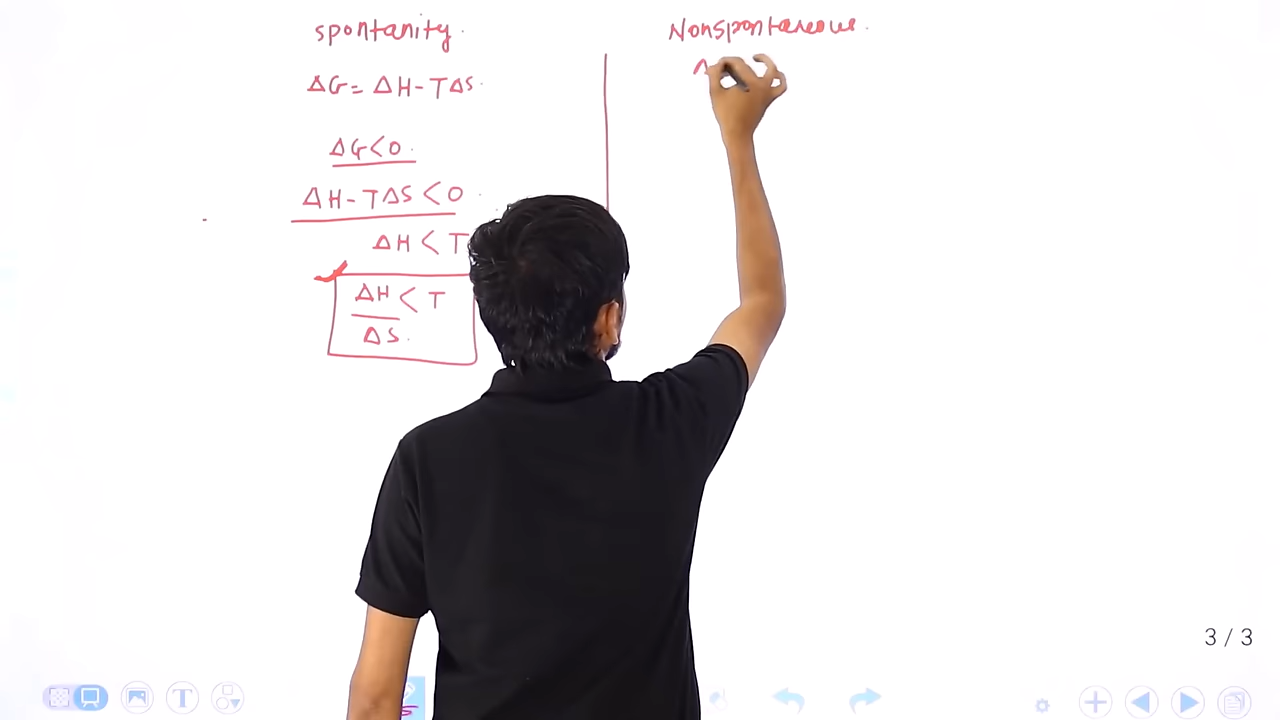 spontanity.
ΔG = ΔH - TΔS.
ΔG < 0.
ΔH - TΔS < 0
ΔH < T
ΔH/ΔS. < T
Nonspontaneous.
3 / 3
T